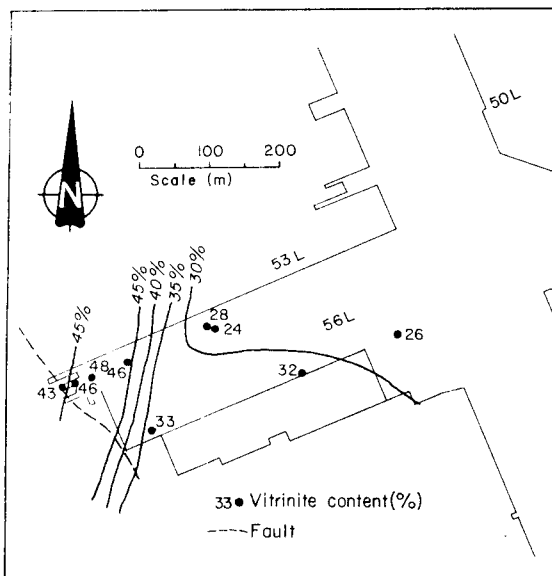 50L
0 100 200
Scale (m)
N
53 L
45% 40% 35% 30%
45%
28
24
56L
26
48
46
43
46
32
33
33● Vitrinite content(%)
---- Fault